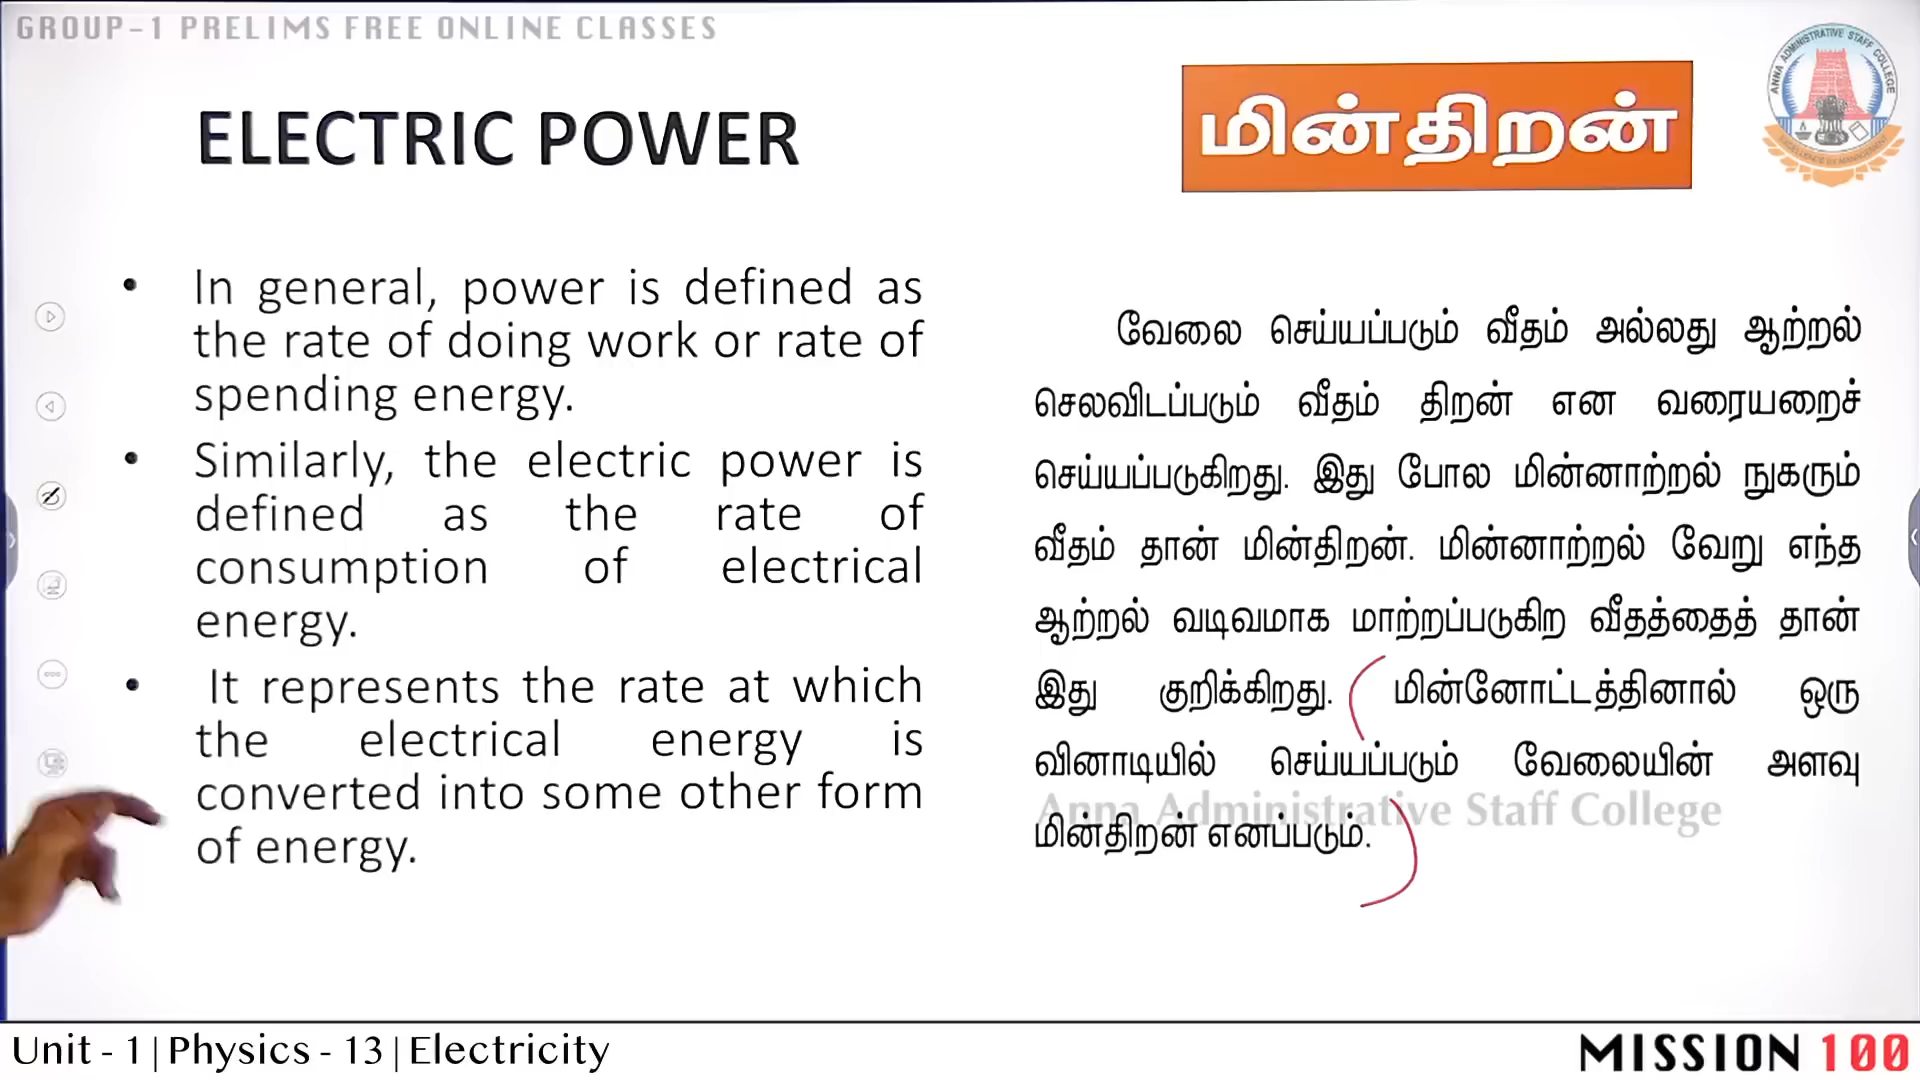 GROUP-1 PRELIMS FREE ONLINE CLASSES
ELECTRIC POWER
• In general, power is defined as
the rate of doing work or rate of
spending energy.
• Similarly, the electric power is
defined as the rate of
consumption of electrical
energy.
• It represents the rate at which
the electrical energy is
converted into some other form
of energy.
மின்திறன்
ANNA ADMINISTRATIVE STAFF COLLEGE
வேலை செய்யப்படும் வீதம் அல்லது ஆற்றல்
செலவிடப்படும் வீதம் திறன் என வரையறைச்
செய்யப்படுகிறது. இது போல மின்னாற்றல் நுகரும்
வீதம் தான் மின்திறன். மின்னாற்றல் வேறு எந்த
ஆற்றல் வடிவமாக மாற்றப்படுகிற வீதத்தைத் தான்
இது குறிக்கிறது. மின்னோட்டத்தினால் ஒரு
வினாடியில் செய்யப்படும் வேலையின் அளவு
மின்திறன் எனப்படும்.
Anna Administrative Staff College
Unit - 1|Physics - 13|Electricity
MISSION 100